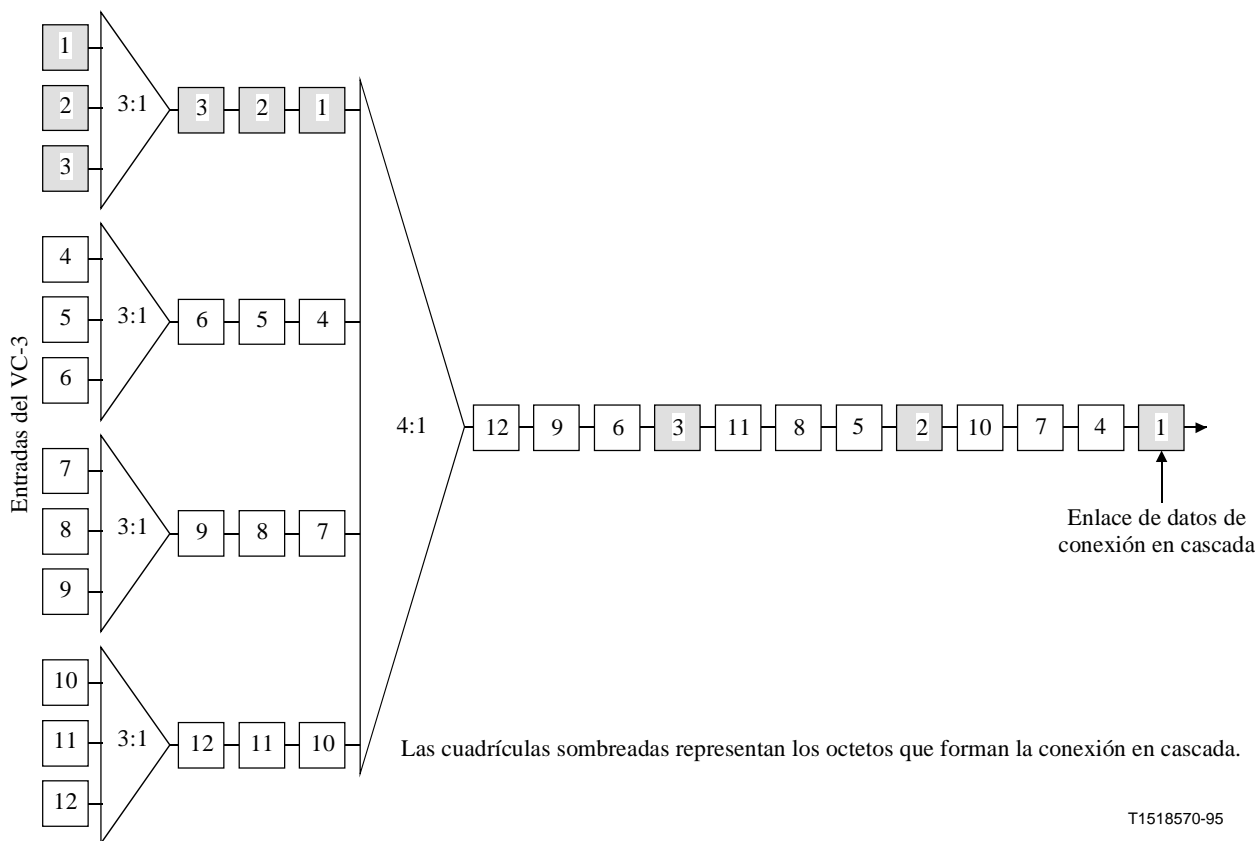 Entradas del VC-3
1
2
3
3:1
3 2 1
4
5
6
3:1
6 5 4
7
8
9
3:1
9 8 7
10
11
12
3:1
12 11 10
4:1
12 9 6 3 11 8 5 2 10 7 4 1
Enlace de datos de
conexión en cascada
Las cuadrículas sombreadas representan los octetos que forman la conexión en cascada.
T1518570-95